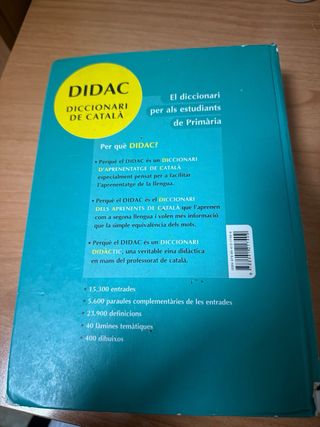 DIDAC
DICCIONARI
DE CATALÀ
El diccionari
per als estudiants
de Primària
Per què DIDAC?
• Perquè el DIDAC és un DICCIONARI
D'APRENENTATGE DE CATALÀ
especialment pensat per a facilitar
l'aprenentatge de la llengua.
• Perquè el DIDAC és el DICCIONARI
DELS APRENENTS DE CATALÀ que l'aprenen
com a segona llengua i volen més informació
que la simple equivalència dels mots.
• Perquè el DIDAC és un DICCIONARI
DIDÀCTIC, una veritable eina didàctica
en mans del professorat de català.
• 15.300 entrades
• 5.600 paraules complementàries de les entrades
• 23.900 definicions
• 40 làmines temàtiques
• 400 dibuixos